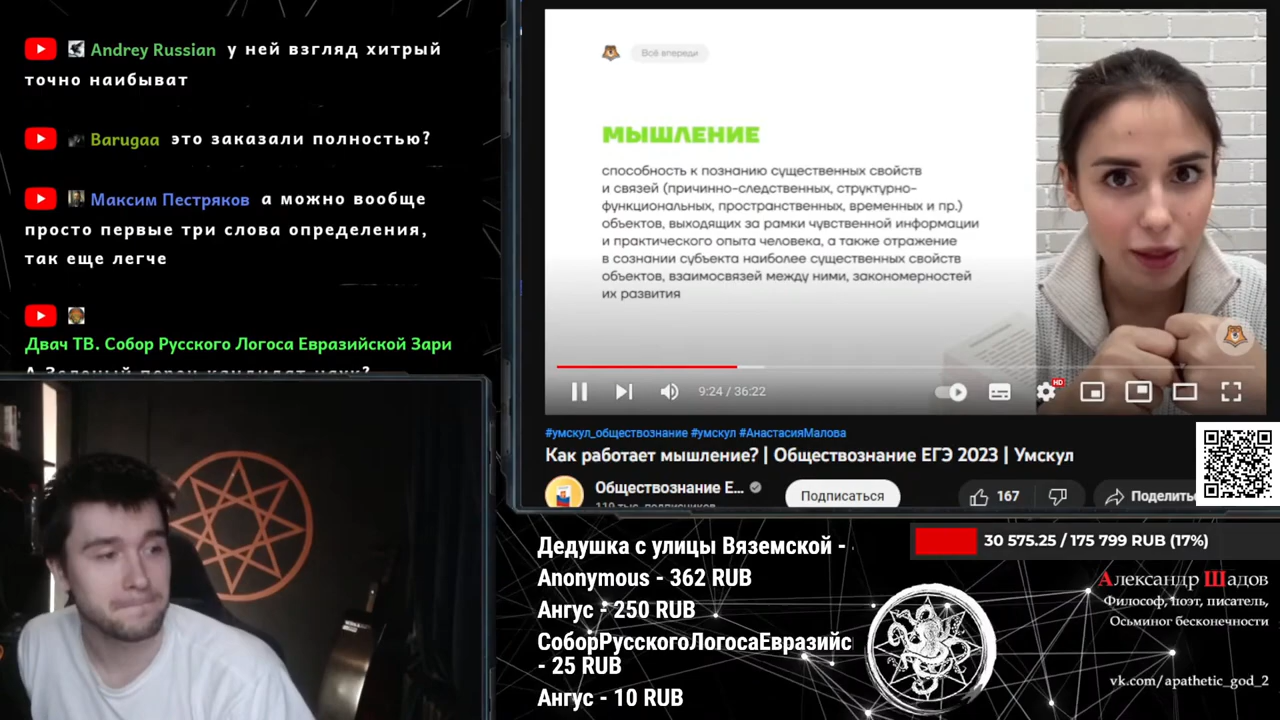 Andrey Russian у ней взгляд хитрый
точно наибыват
Barugaa это заказали полностью?
Максим Пестряков а можно вообще
просто первые три слова определения,
так еще легче
Двач ТВ. Собор Русского Логоса Евразийской Зари
Всё впереди
МЫШЛЕНИЕ
способность к познанию существенных свойств
и связей (причинно-следственных, структурно-
функциональных, пространственных, временных и пр.)
объектов, выходящих за рамки чувственной информации
и практического опыта человека, а также отражение
в сознании субъекта наиболее существенных свойств
объектов, взаимосвязей между ними, закономерностей
их развития
9:24 / 36:22
HD
#умскул_обществознание #умскул #АнастасияМалова
Как работает мышление? | Обществознание ЕГЭ 2023 | Умскул
Обществознание Е...
Подписаться
167
Поделить
30 575.25 / 175 799 RUB (17%)
Дедушка с улицы Вяземской -
Anonymous - 362 RUB
Ангус - 250 RUB
СоборРусскогоЛогосаЕвразийс
- 25 RUB
Ангус - 10 RUB
Александр Шадов
Философ, поэт, писатель,
Осьминог бесконечности
vk.com/apathetic_god_2